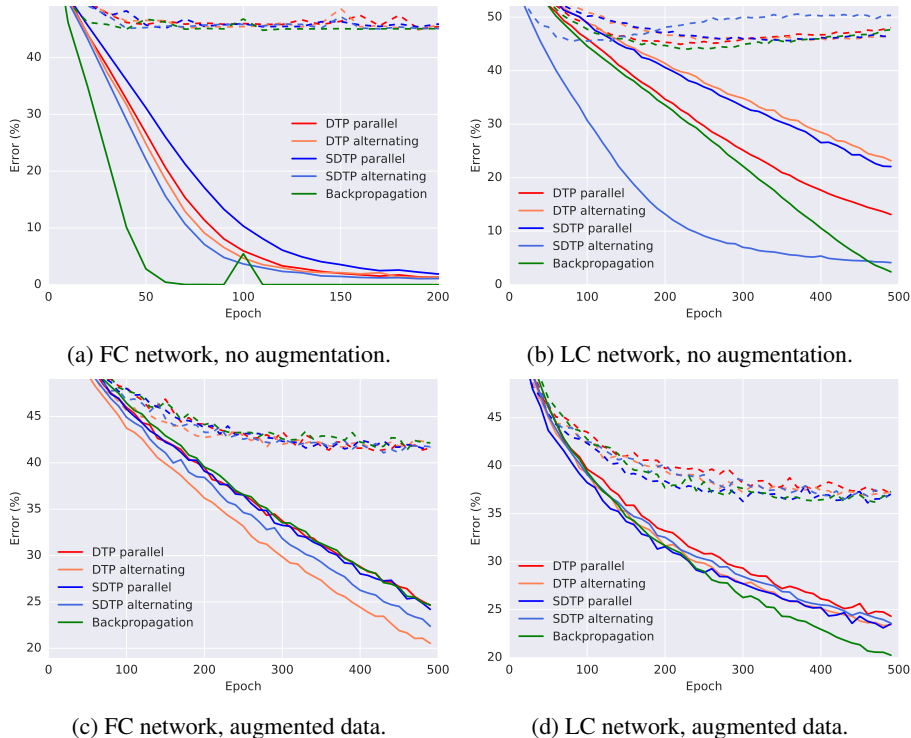 50
40
30
20
10
0
Error (%)
0
50
100
150
200
Epoch
DTP parallel
DTP alternating
SDTP parallel
SDTP alternating
Backpropagation
(a) FC network, no augmentation.
50
40
30
20
10
0
Error (%)
0
100
200
300
400
500
Epoch
DTP parallel
DTP alternating
SDTP parallel
SDTP alternating
Backpropagation
(b) LC network, no augmentation.
45
40
35
30
25
20
Error (%)
0
100
200
300
400
500
Epoch
DTP parallel
DTP alternating
SDTP parallel
SDTP alternating
Backpropagation
(c) FC network, augmented data.
45
40
35
30
25
20
Error (%)
0
100
200
300
400
500
Epoch
DTP parallel
DTP alternating
SDTP parallel
SDTP alternating
Backpropagation
(d) LC network, augmented data.